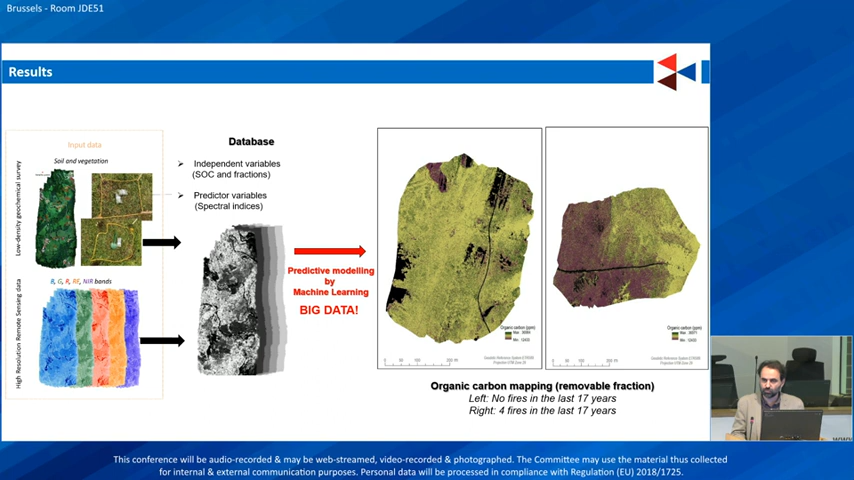 Brussels - Room JDE51
Results
Input data
Soil and vegetation
Low-density geochemical survey
B, G, R, RE, NIR bands
High Resolution Remote Sensing data
Database
Independent variables
(SOC and fractions)
Predictor variables
(Spectral indices)
Predictive modelling
by
Machine Learning
BIG DATA!
Organic carbon (ppm)
Organic carbon (ppm)
Organic carbon mapping (removable fraction)
Left: No fires in the last 17 years
Right: 4 fires in the last 17 years
This conference will be audio-recorded & may be web-streamed, video-recorded & photographed. The Committee may use the material thus collected
for internal & external communication purposes. Personal data will be processed in compliance with Regulation (EU) 2018/1725.